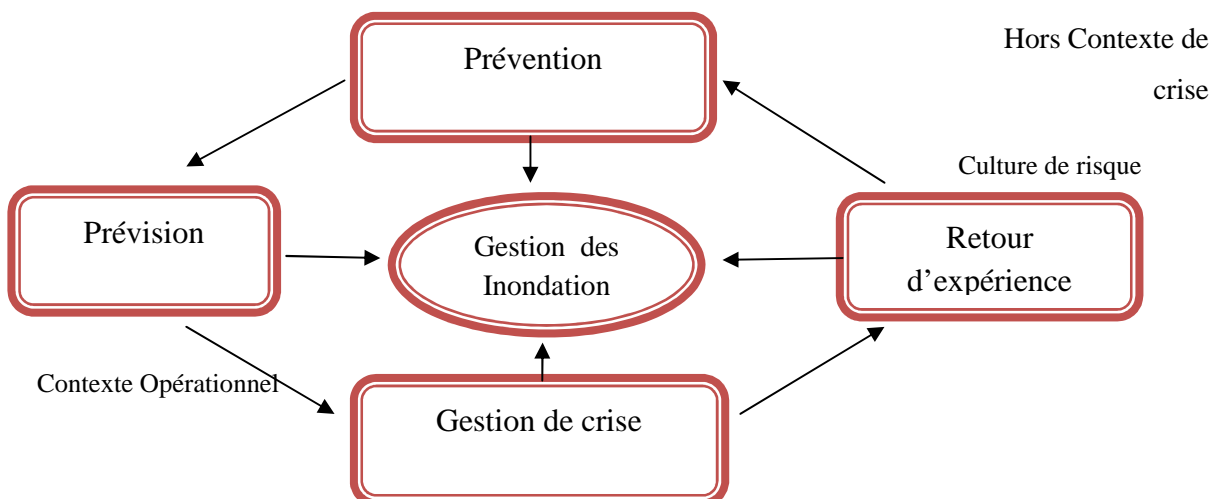 Prévention
Hors Contexte de
crise
Culture de risque
Prévision
Gestion des
Inondation
Retour
d’expérience
Contexte Opérationnel
Gestion de crise